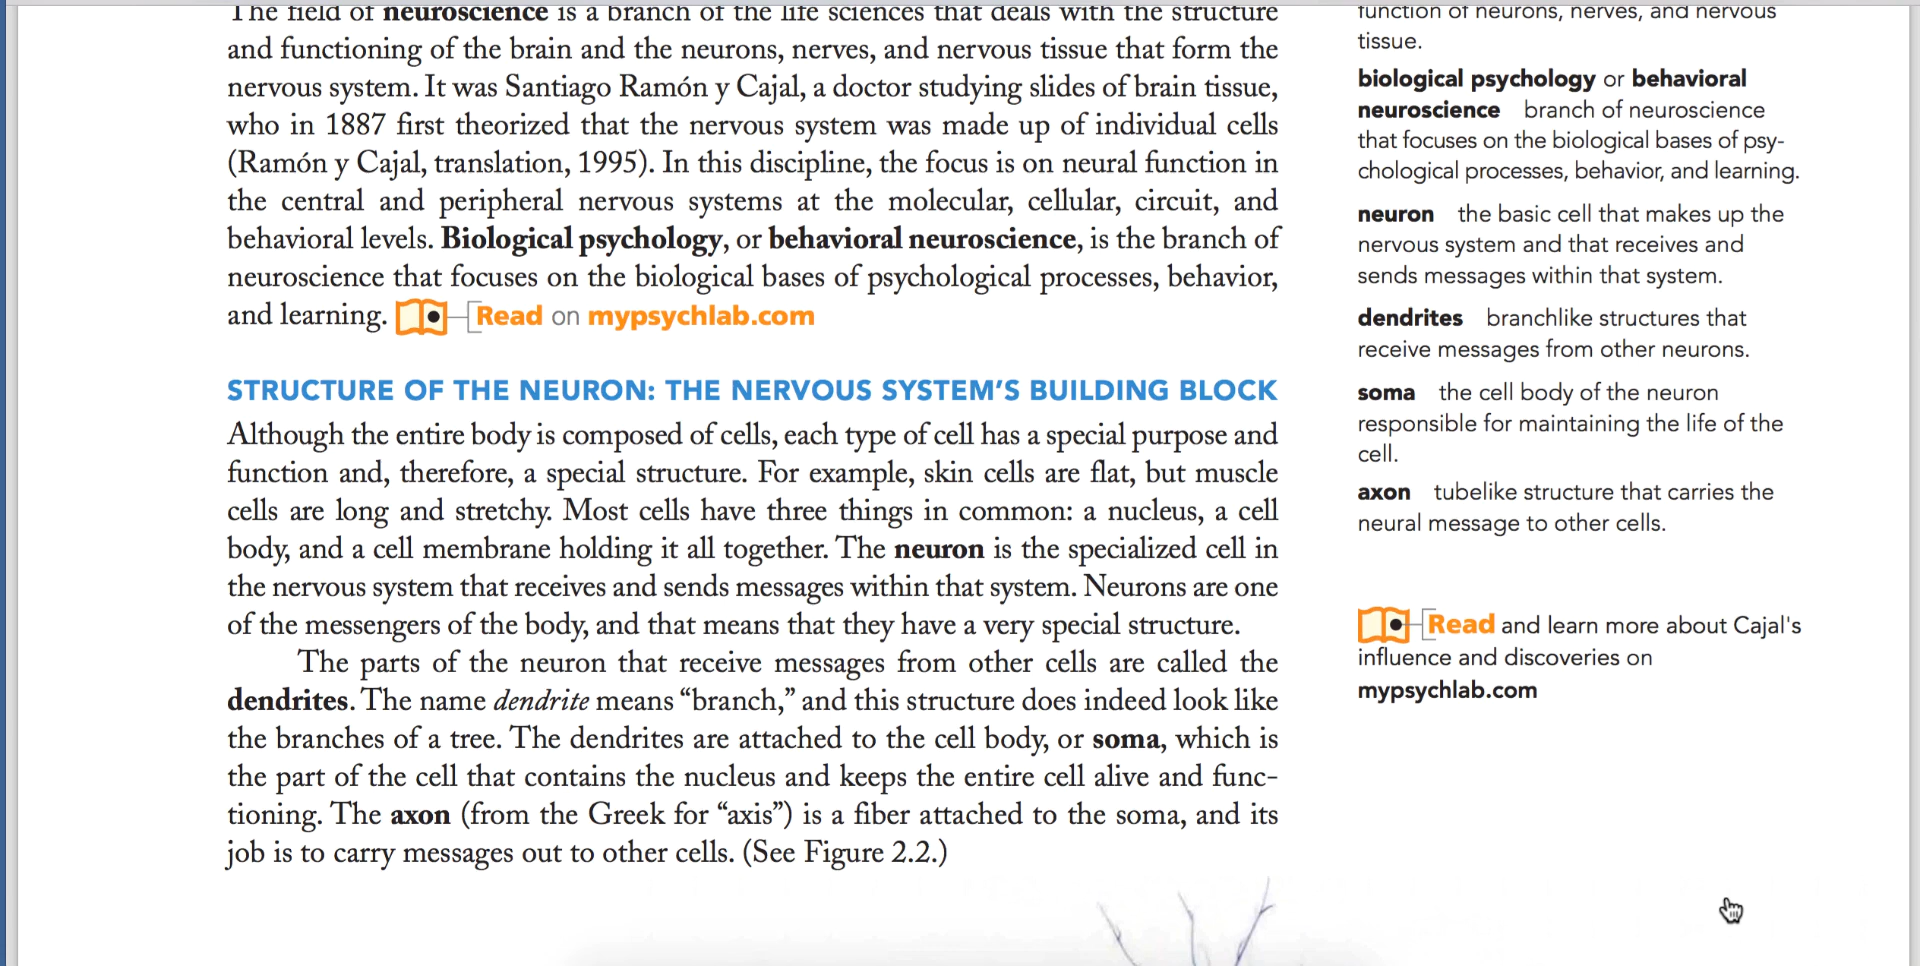 The field of neuroscience is a branch of the life sciences that deals with the structure
and functioning of the brain and the neurons, nerves, and nervous tissue that form the
nervous system. It was Santiago Ramón y Cajal, a doctor studying slides of brain tissue,
who in 1887 first theorized that the nervous system was made up of individual cells
(Ramón y Cajal, translation, 1995). In this discipline, the focus is on neural function in
the central and peripheral nervous systems at the molecular, cellular, circuit, and
behavioral levels. Biological psychology, or behavioral neuroscience, is the branch of
neuroscience that focuses on the biological bases of psychological processes, behavior,
and learning. Read on mypsychlab.com
STRUCTURE OF THE NEURON: THE NERVOUS SYSTEM’S BUILDING BLOCK
Although the entire body is composed of cells, each type of cell has a special purpose and
function and, therefore, a special structure. For example, skin cells are flat, but muscle
cells are long and stretchy. Most cells have three things in common: a nucleus, a cell
body, and a cell membrane holding it all together. The neuron is the specialized cell in
the nervous system that receives and sends messages within that system. Neurons are one
of the messengers of the body, and that means that they have a very special structure.
The parts of the neuron that receive messages from other cells are called the
dendrites. The name dendrite means “branch,” and this structure does indeed look like
the branches of a tree. The dendrites are attached to the cell body, or soma, which is
the part of the cell that contains the nucleus and keeps the entire cell alive and func-
tioning. The axon (from the Greek for “axis”) is a fiber attached to the soma, and its
job is to carry messages out to other cells. (See Figure 2.2.)
function of neurons, nerves, and nervous
tissue.
biological psychology or behavioral
neuroscience branch of neuroscience
that focuses on the biological bases of psy-
chological processes, behavior, and learning.
neuron the basic cell that makes up the
nervous system and that receives and
sends messages within that system.
dendrites branchlike structures that
receive messages from other neurons.
soma the cell body of the neuron
responsible for maintaining the life of the
cell.
axon tubelike structure that carries the
neural message to other cells.
Read and learn more about Cajal's
influence and discoveries on
mypsychlab.com